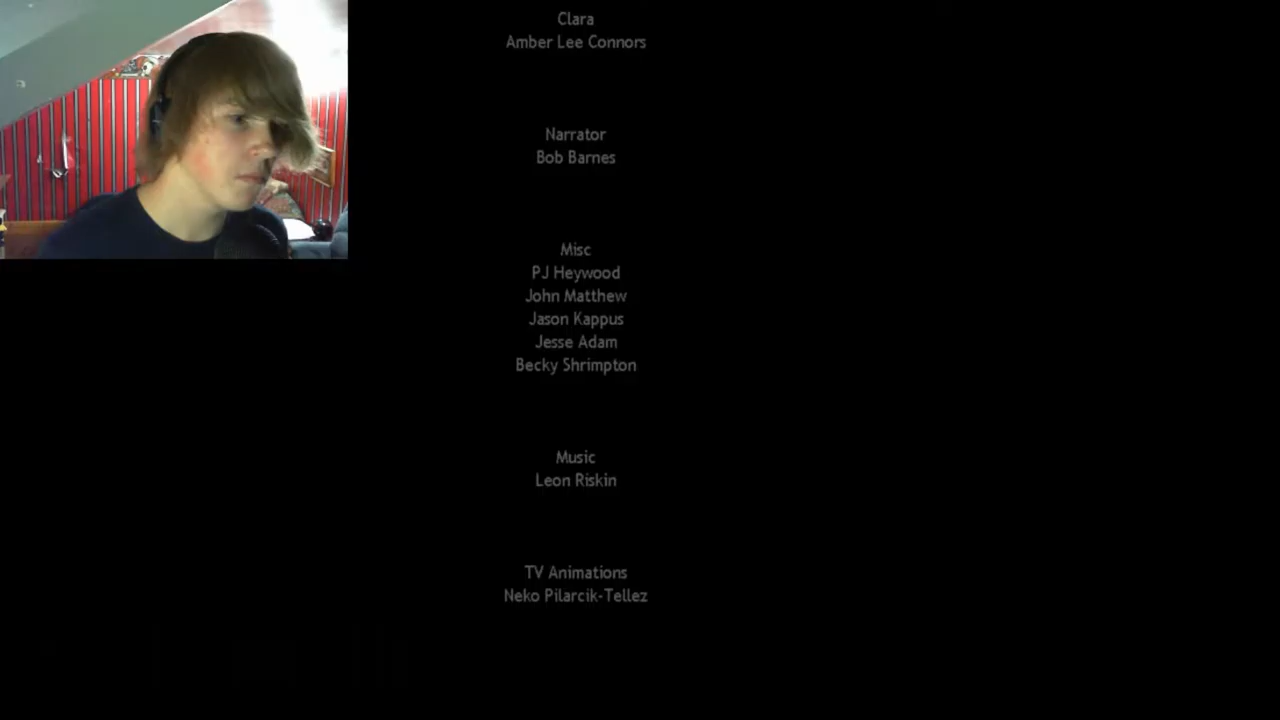 Clara
Amber Lee Connors
Narrator
Bob Barnes
Misc
PJ Heywood
John Matthew
Jason Kappus
Jesse Adam
Becky Shrimpton
Music
Leon Riskin
TV Animations
Neko Pilarcik-Tellez